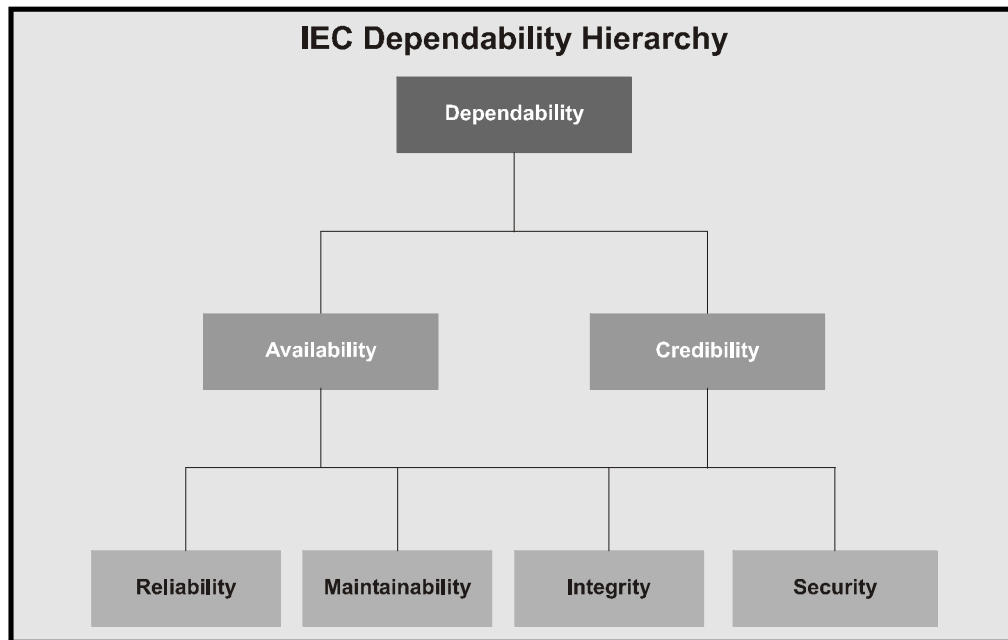 IEC Dependability Hierarchy
Dependability
Availability
Credibility
Reliability
Maintainability
Integrity
Security